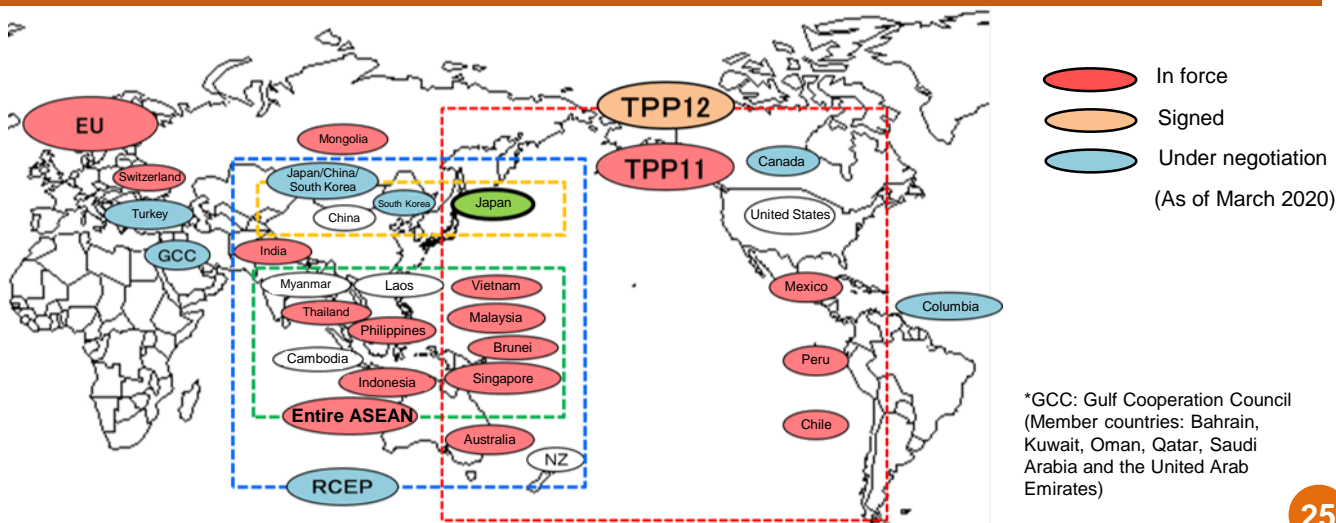 TPP12
EU
TPP11
Mongolia
Canada
Switzerland
Japan/China/
South Korea
South Korea
Japan
Turkey
China
United States
GCC
India
Myanmar
Laos
Vietnam
Mexico
Columbia
Thailand
Malaysia
Philippines
Brunei
Cambodia
Peru
Indonesia
Singapore
Entire ASEAN
Australia
Chile
NZ
RCEP
In force
Signed
Under negotiation
(As of March 2020)
*GCC: Gulf Cooperation Council
(Member countries: Bahrain,
Kuwait, Oman, Qatar, Saudi
Arabia and the United Arab
Emirates)
25